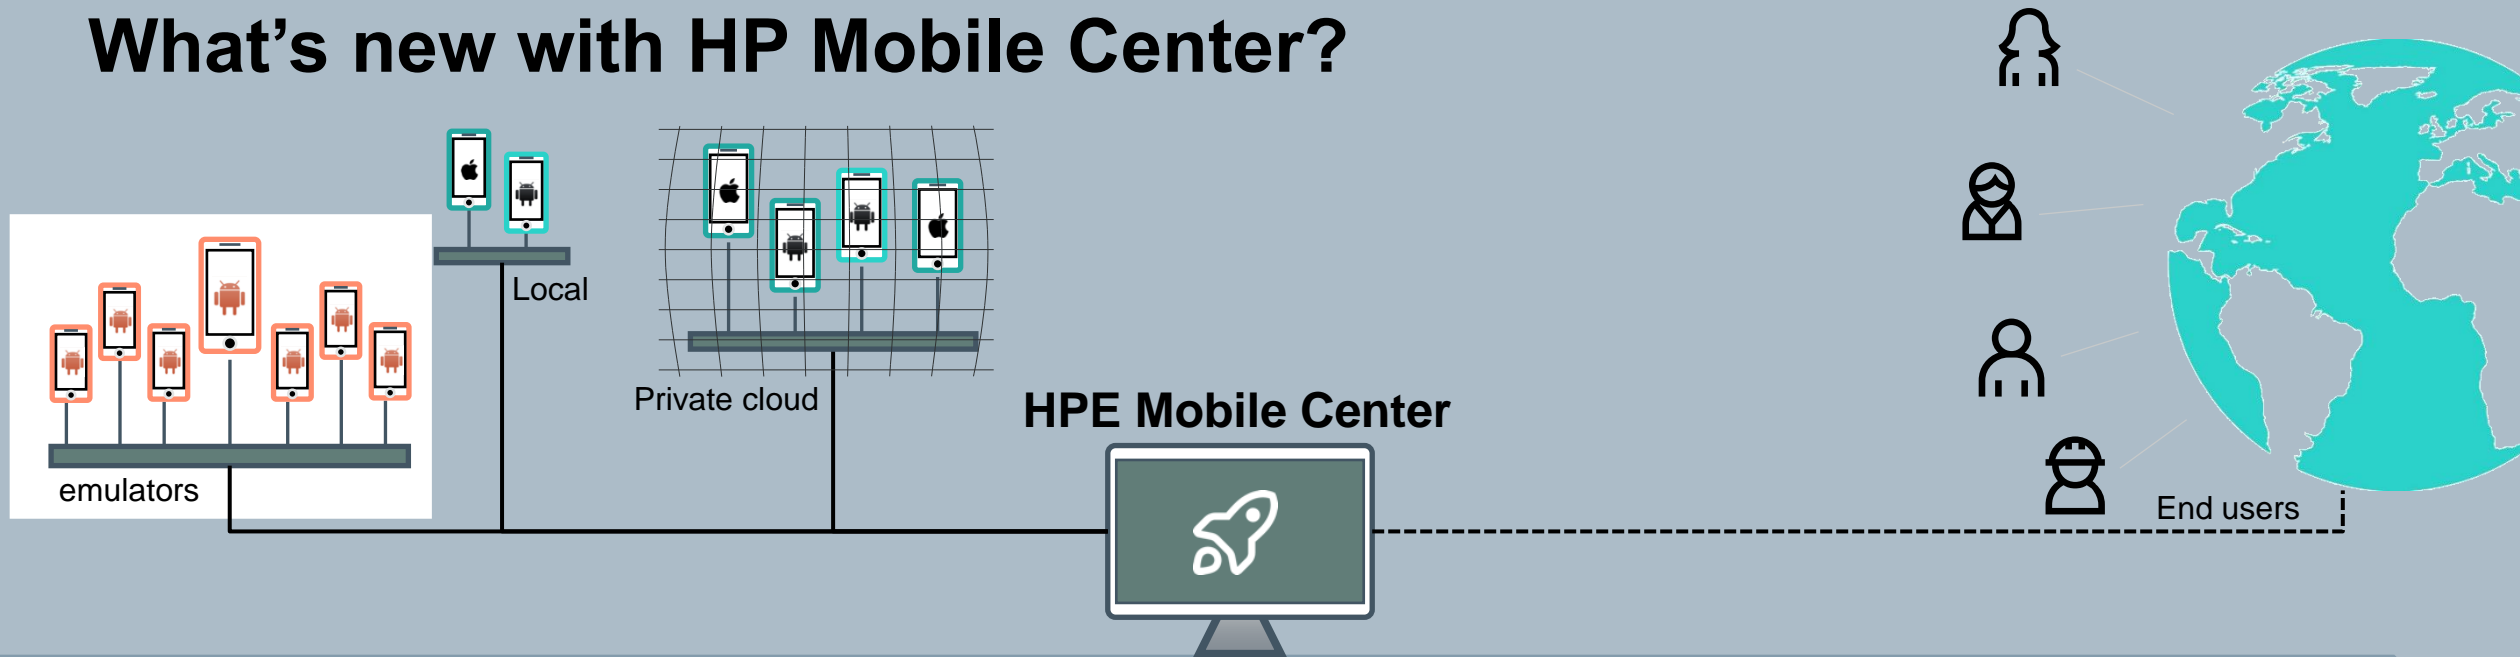 What’s new with HP Mobile Center?
Local
emulators
Private cloud
HPE Mobile Center
End users